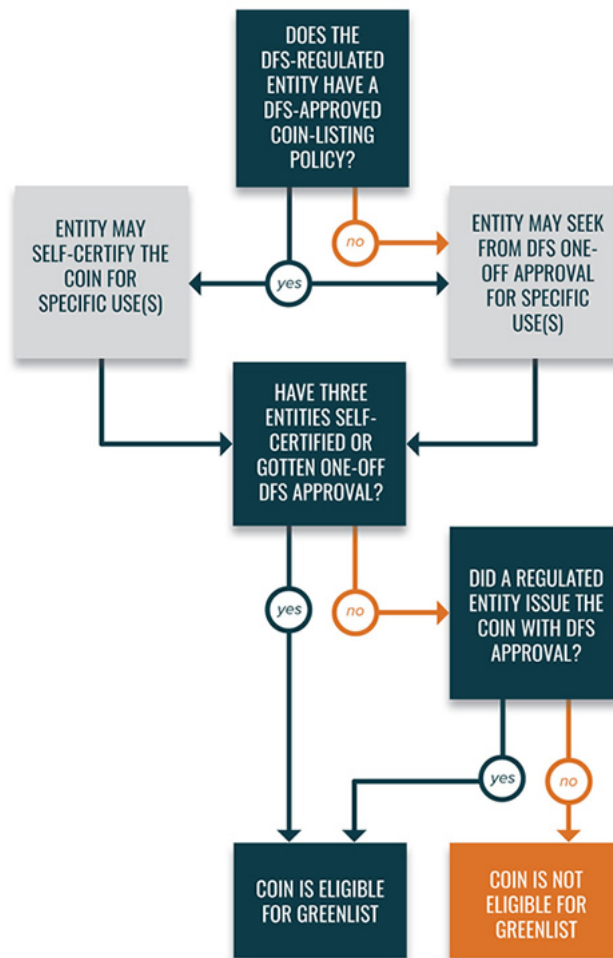 DOES THE
DFS-REGULATED
ENTITY HAVE A
DFS-APPROVED
COIN-LISTING
POLICY?
ENTITY MAY
SELF-CERTIFY THE
COIN FOR
SPECIFIC USE(S)
no
yes
ENTITY MAY SEEK
FROM DFS ONE-
OFF APPROVAL
FOR SPECIFIC
USE(S)
HAVE THREE
ENTITIES SELF-
CERTIFIED OR
GOTTEN ONE-OFF
DFS APPROVAL?
yes
no
DID A REGULATED
ENTITY ISSUE THE
COIN WITH DFS
APPROVAL?
yes
no
COIN IS ELIGIBLE
FOR GREENLIST
COIN IS NOT
ELIGIBLE FOR
GREENLIST